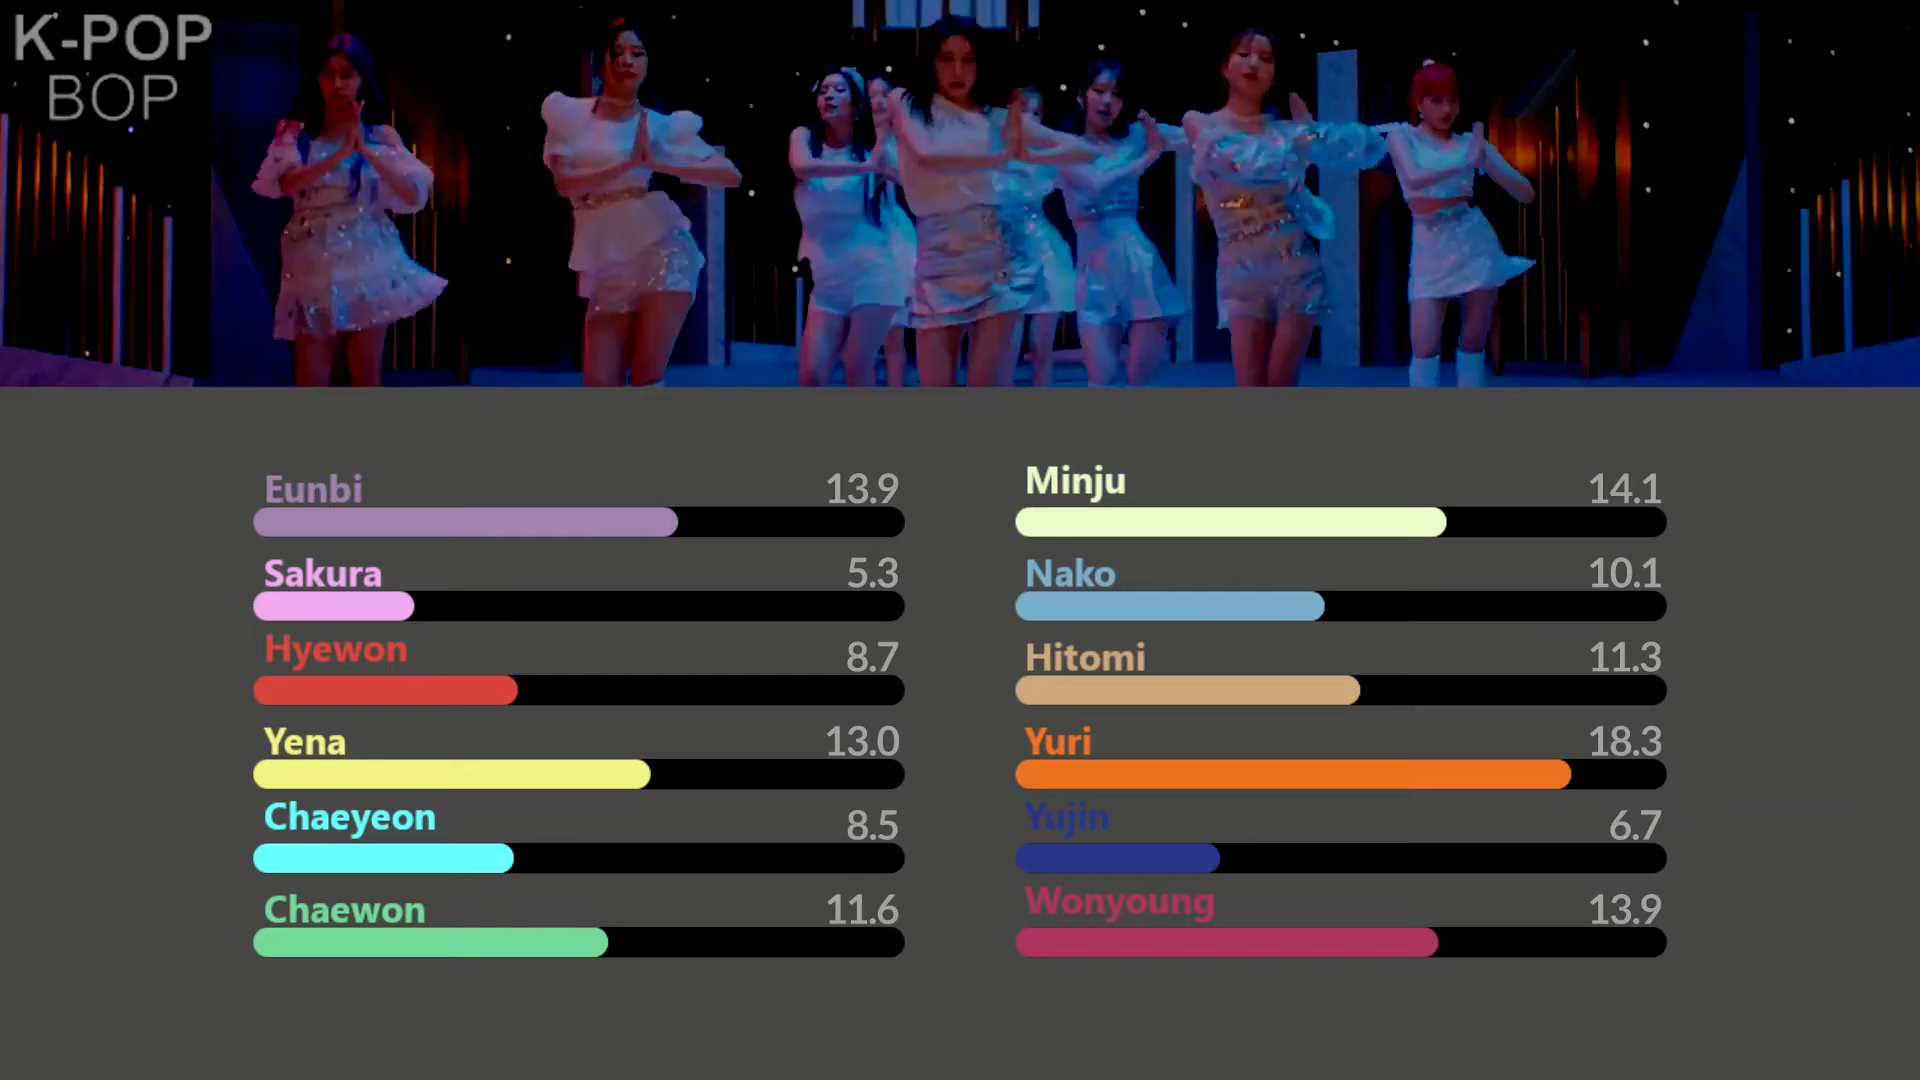 K-POP
BOP
Eunbi 13.9
Sakura 5.3
Hyewon 8.7
Yena 13.0
Chaeyeon 8.5
Chaewon 11.6
Minju 14.1
Nako 10.1
Hitomi 11.3
Yuri 18.3
Yujin 6.7
Wonyoung 13.9